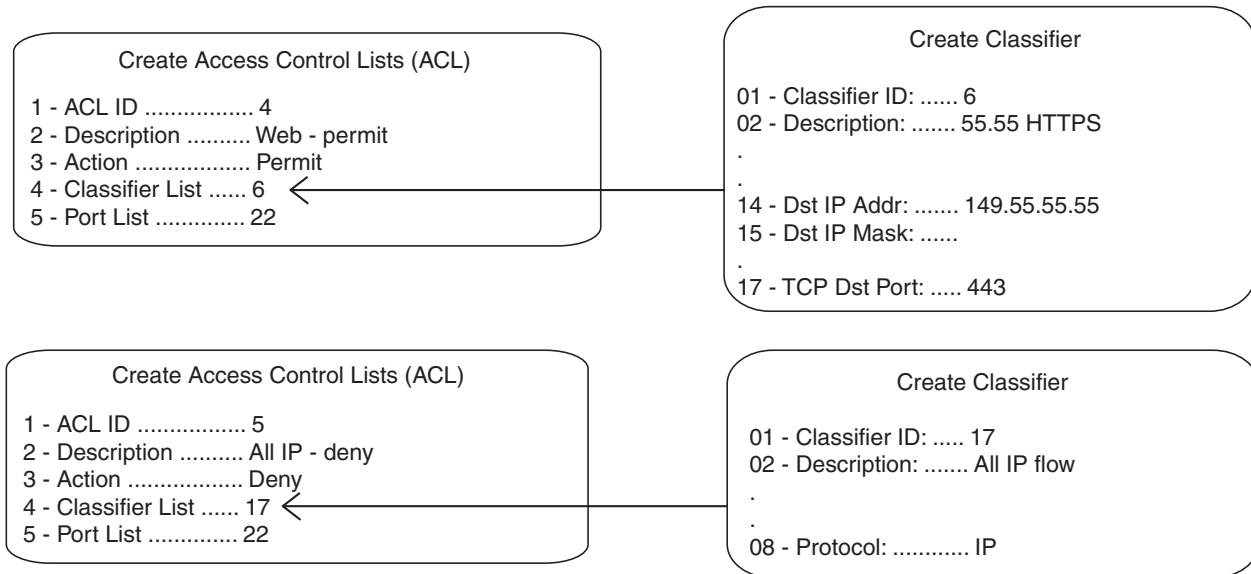 Create Access Control Lists (ACL)
1 - ACL ID ................. 4
2 - Description .......... Web - permit
3 - Action .................. Permit
4 - Classifier List ...... 6
5 - Port List .............. 22
Create Classifier
01 - Classifier ID: ...... 6
02 - Description: ....... 55.55 HTTPS
.
.
14 - Dst IP Addr: ....... 149.55.55.55
15 - Dst IP Mask: ......
.
17 - TCP Dst Port: ..... 443
Create Access Control Lists (ACL)
1 - ACL ID ................. 5
2 - Description .......... All IP - deny
3 - Action .................. Deny
4 - Classifier List ...... 17
5 - Port List .............. 22
Create Classifier
01 - Classifier ID: ..... 17
02 - Description: ....... All IP flow
.
.
08 - Protocol: ............ IP